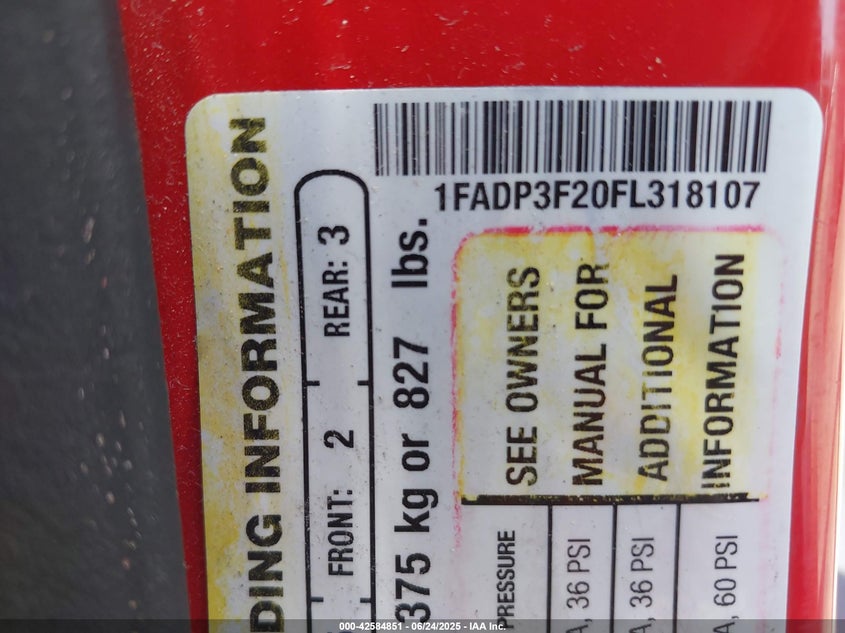 1FADP3F20FL318107
DING INFORMATION
FRONT: 2 REAR: 3
375 kg or 827 lbs.
SEE OWNERS
MANUAL FOR
ADDITIONAL
INFORMATION
PRESSURE
, 36 PSI
, 36 PSI
, 60 PSI
000-42584851 - 06/24/2025 - IAA Inc.